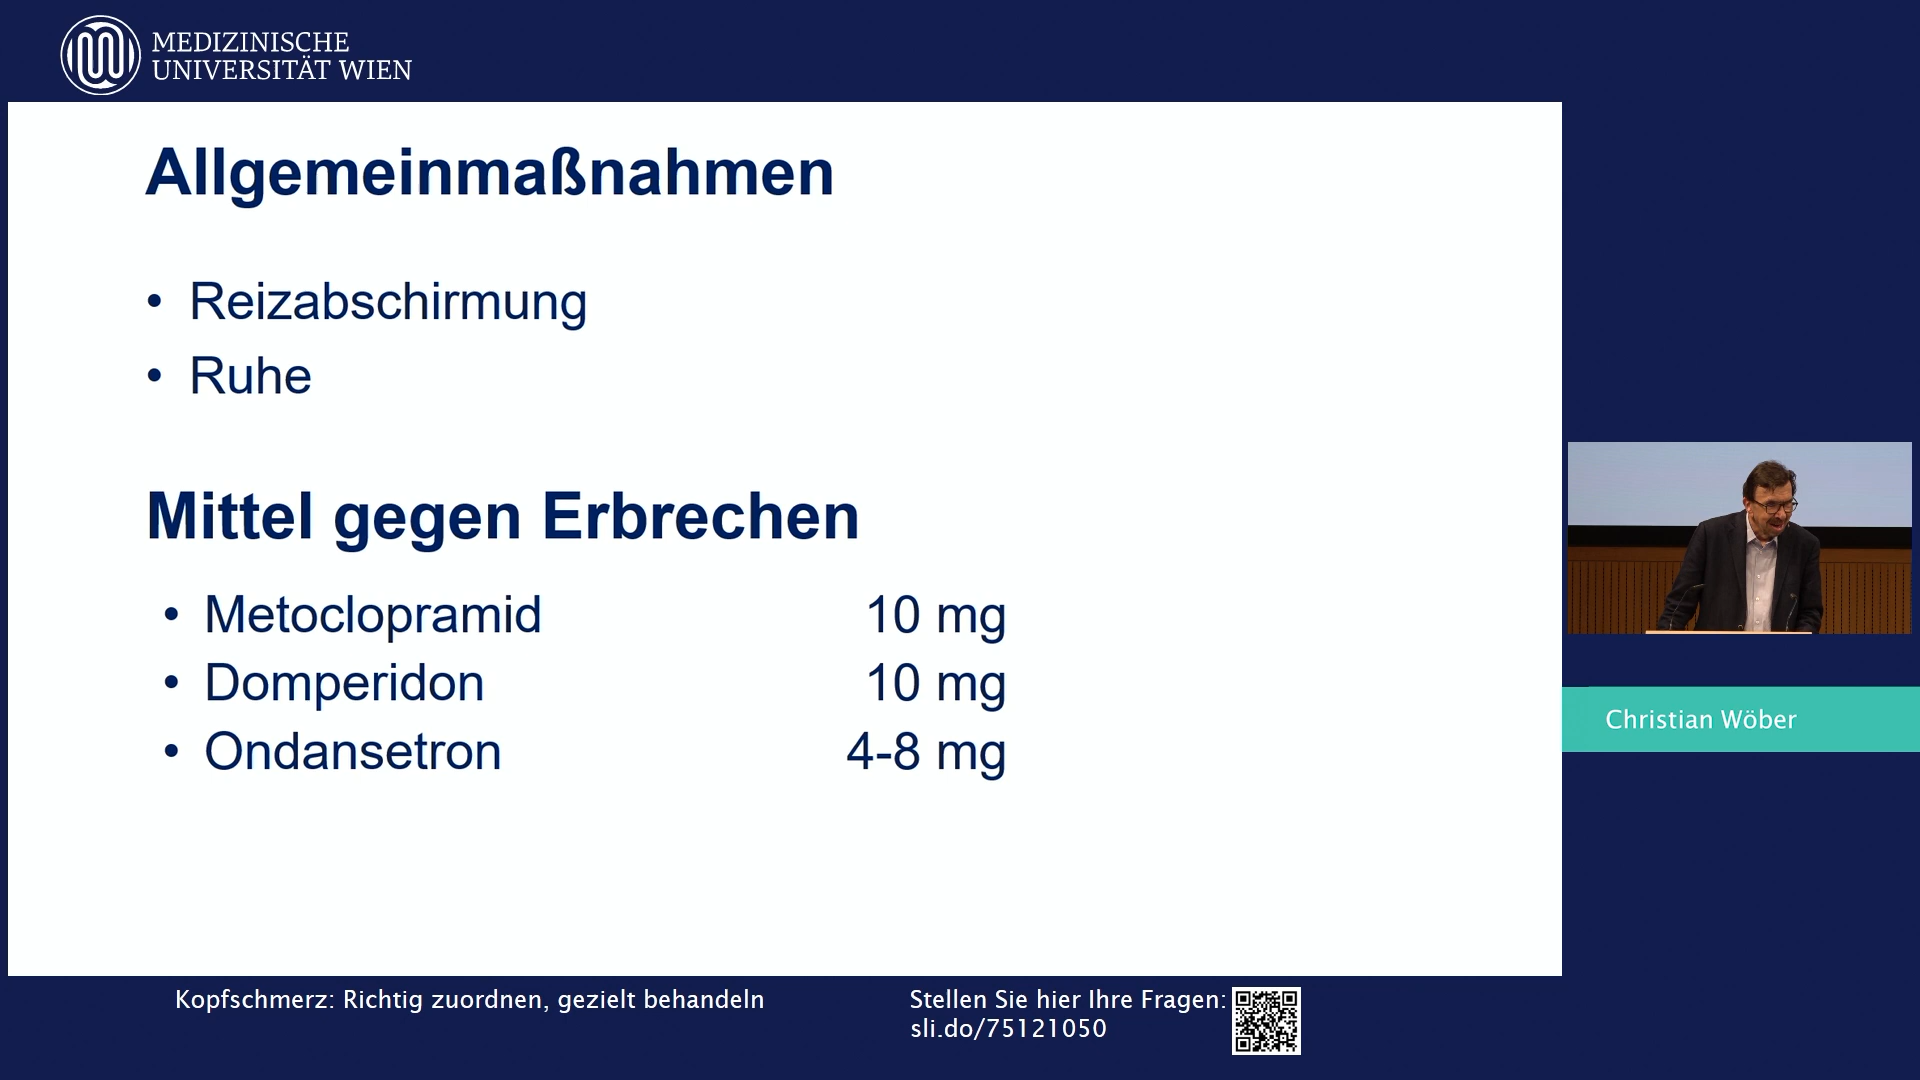 MEDIZINISCHE
UNIVERSITÄT WIEN
Allgemeinmaßnahmen
• Reizabschirmung
• Ruhe
Mittel gegen Erbrechen
• Metoclopramid 10 mg
• Domperidon 10 mg
• Ondansetron 4-8 mg
Christian Wöber
Kopfschmerz: Richtig zuordnen, gezielt behandeln
Stellen Sie hier Ihre Fragen:
sli.do/75121050